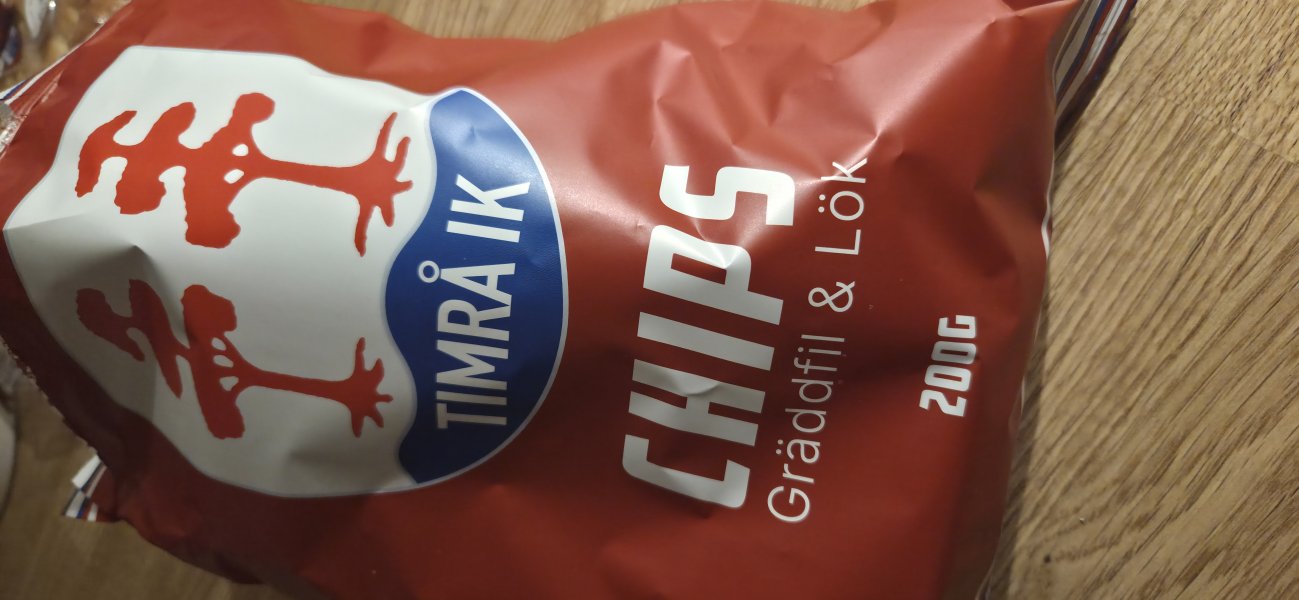 TIMRÅ IK
CHIPS
Gräddfil & Lök
200G